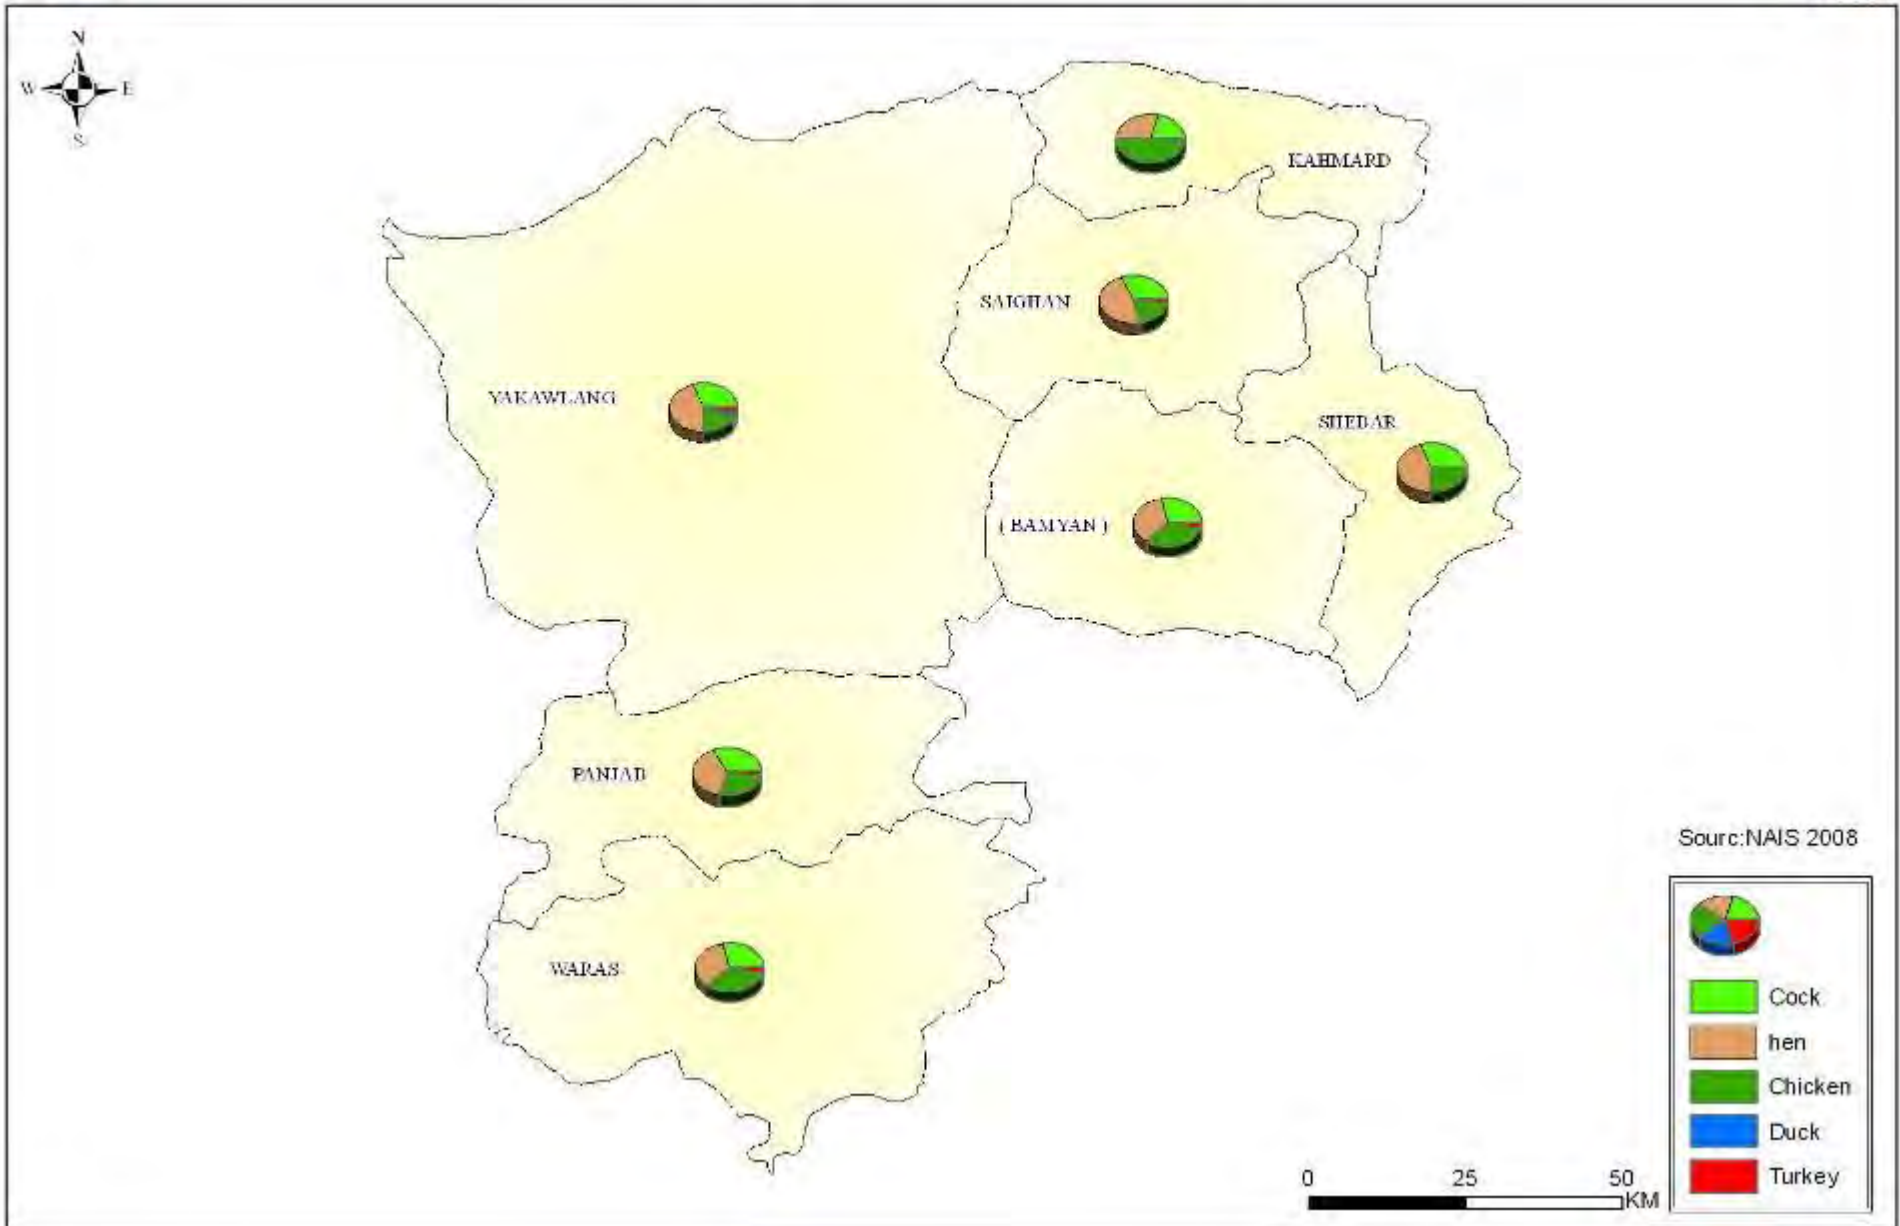 N
W E
S
KAHMARD
SAIGHAN
YAKAWLANG
SHEBAR
( BAMYAN )
PANJAB
WARAS
Sourc:NAIS 2008
Cock
hen
Chicken
Duck
Turkey
0 25 50
KM